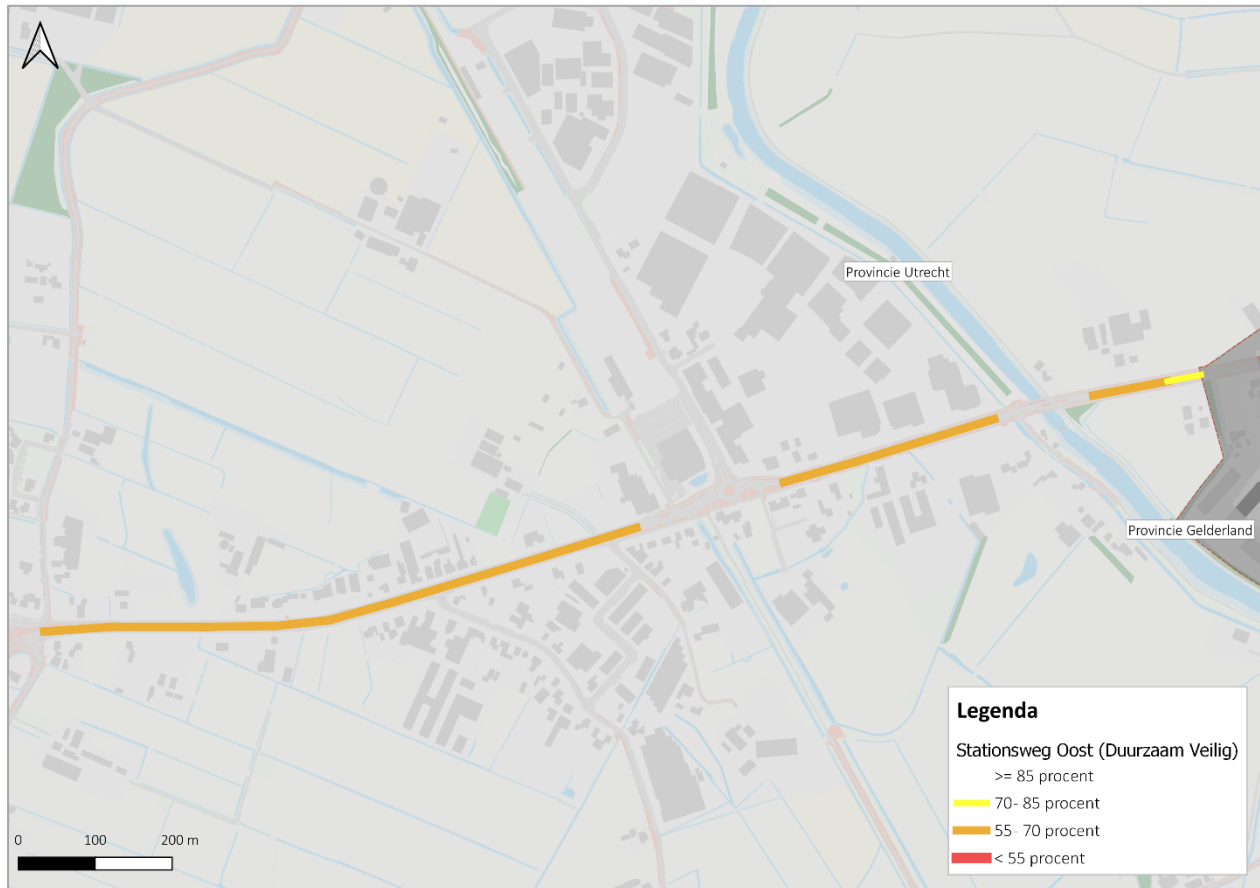 Provincie Utrecht
Provincie Gelderland
Legenda
Stationsweg Oost (Duurzaam Veilig)
>= 85 procent
70- 85 procent
55- 70 procent
< 55 procent
0 100 200 m